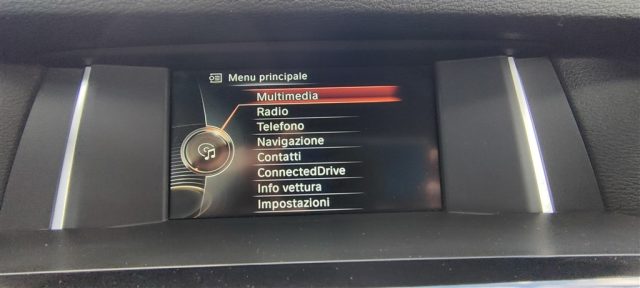 Menu principale
Multimedia
Radio
Telefono
Navigazione
Contatti
ConnectedDrive
Info vettura
Impostazioni